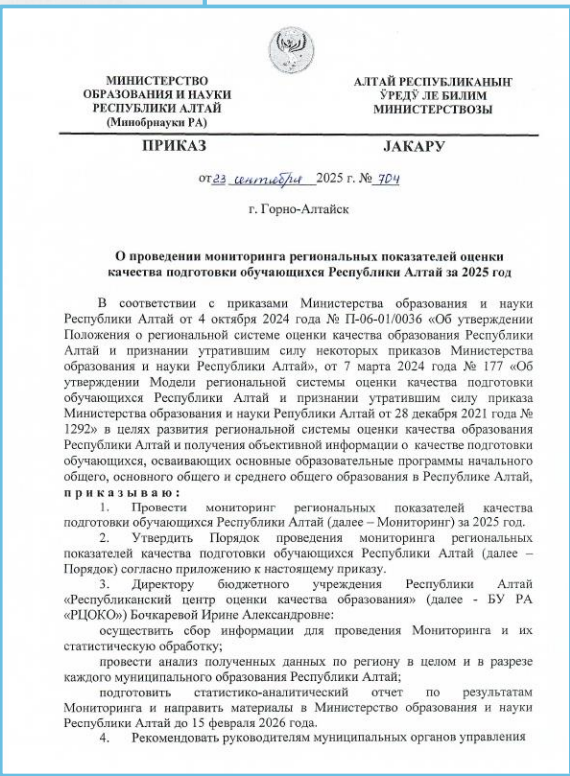 МИНИСТЕРСТВО
ОБРАЗОВАНИЯ И НАУКИ
РЕСПУБЛИКИ АЛТАЙ
(Минобрнауки РА)
АЛТАЙ РЕСПУБЛИКАНЫҤ
ӰРЕДӰ ЛЕ БИЛИМ
МИНИСТЕРСТВОЗЫ
ПРИКАЗ
JАКАРУ
от 23 сентября 2025 г. № 704
г. Горно-Алтайск
О проведении мониторинга региональных показателей оценки
качества подготовки обучающихся Республики Алтай за 2025 год
В соответствии с приказами Министерства образования и науки
Республики Алтай от 4 октября 2024 года № П-06-01/0036 «Об утверждении
Положения о региональной системе оценки качества образования Республики
Алтай и признании утратившим силу некоторых приказов Министерства
образования и науки Республики Алтай», от 7 марта 2024 года № 177 «Об
утверждении Модели региональной системы оценки качества подготовки
обучающихся Республики Алтай и признании утратившим силу приказа
Министерства образования и науки Републики Алтай от 28 декабря 2021 года №
1292» в целях развития региональной системы оценки качества образования
Республики Алтай и получения объективной информации о качестве подготовки
обучающихся, осваивающих основные образовательные программы начального
общего, основного общего и среднего общего образования в Республике Алтай,
приказываю:
1. Провести мониторинг региональных показателей качества
подготовки обучающихся Республики Алтай (далее – Мониторинг) за 2025 год.
2. Утвердить Порядок проведения мониторинга региональных
показателей качества подготовки обучающихся Республики Алтай (далее –
Порядок) согласно приложению к настоящему приказу.
3. Директору бюджетного учреждения Республики Алтай
«Республиканский центр оценки качества образования» (далее - БУ РА
«РЦОКО») Бочкаревой Ирине Александровне:
осуществить сбор информации для проведения Мониторинга и их
статистическую обработку;
провести анализ полученных данных по региону в целом и в разрезе
каждого муниципального образования Республики Алтай;
подготовить статистико-аналитический отчет по результатам
Мониторинга и направить материалы в Министерство образования и науки
Республики Алтай до 15 февраля 2026 года.
4. Рекомендовать руководителям муниципальных органов управления